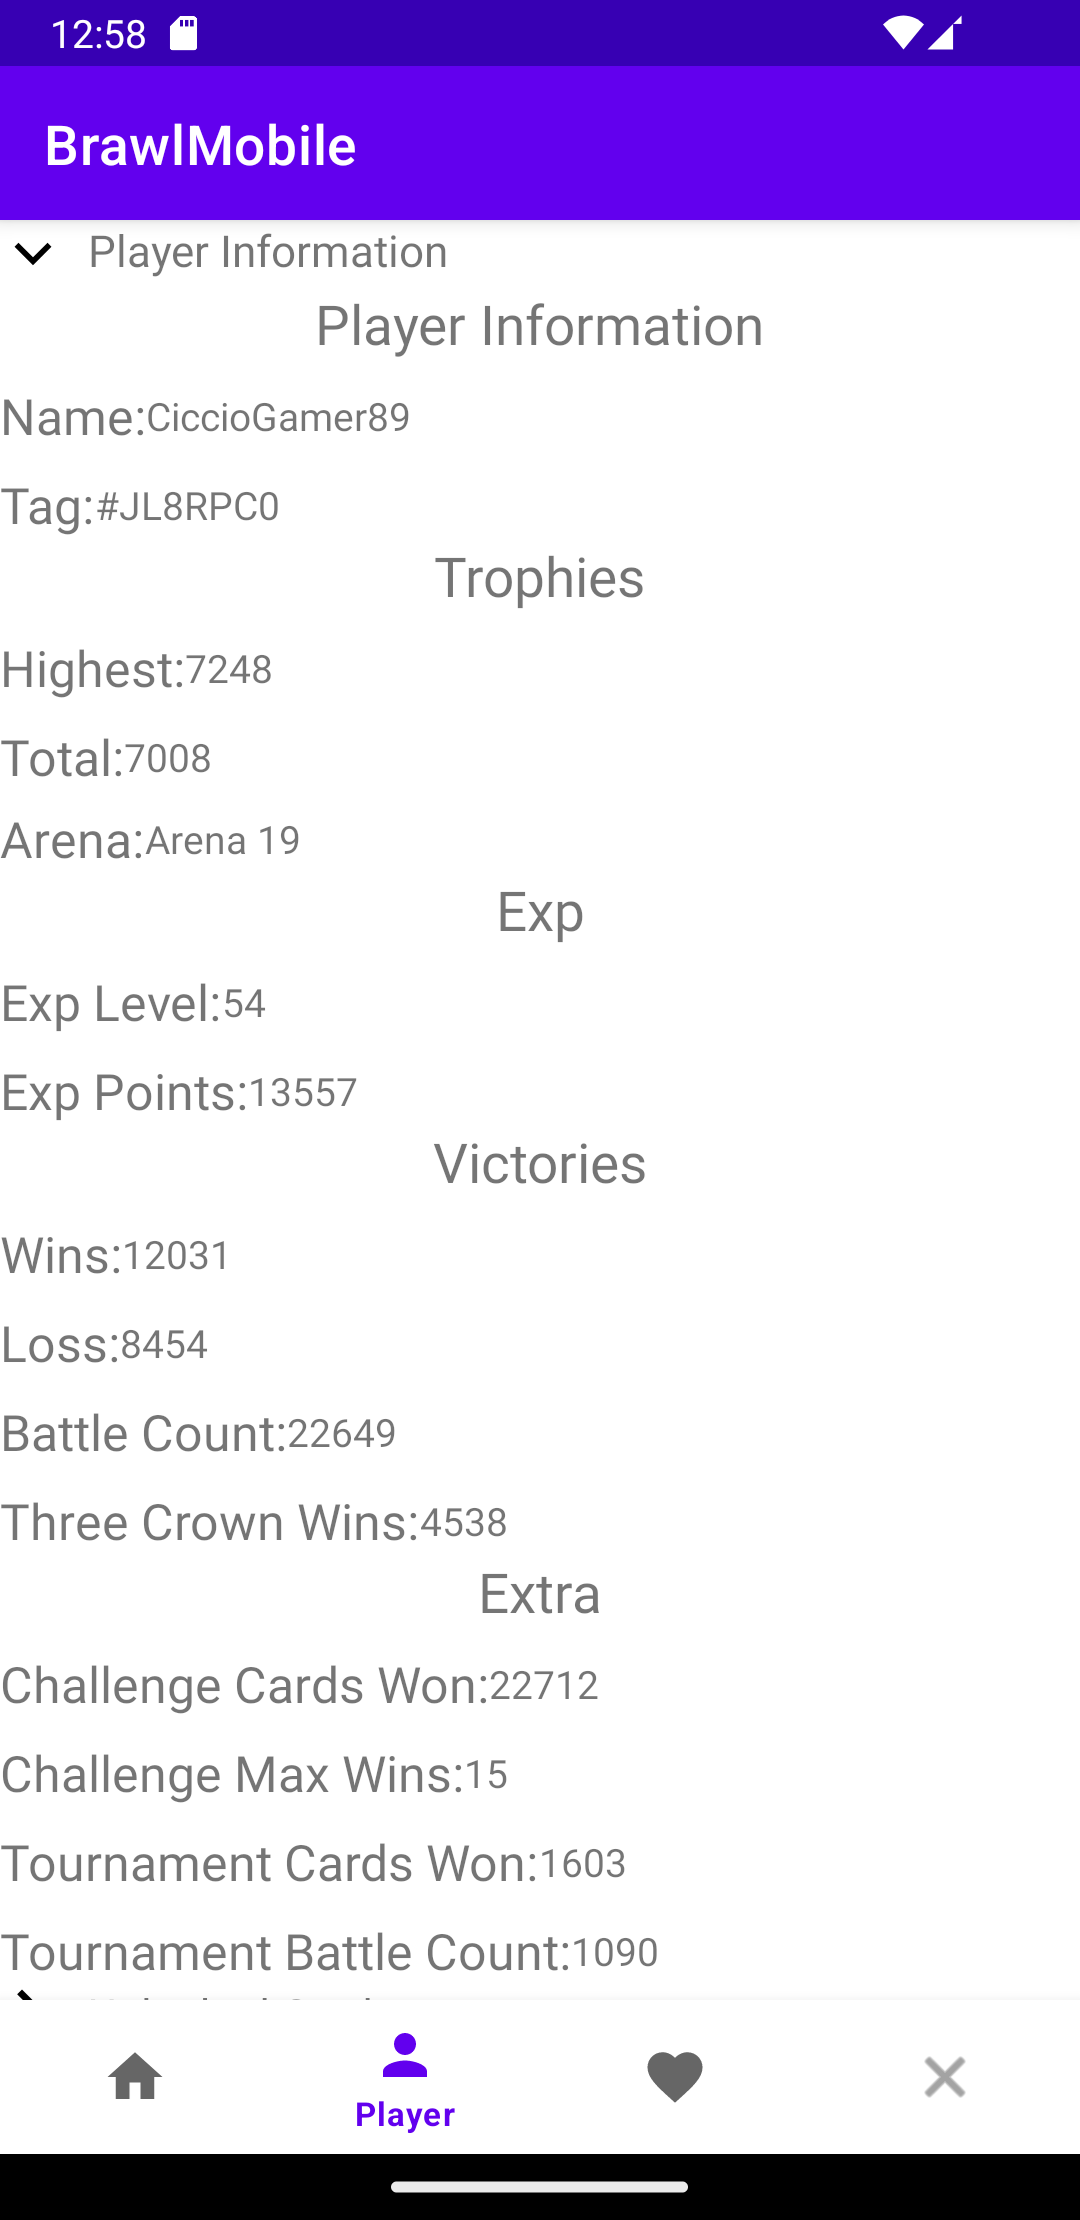 12:58
BrawlMobile
Player Information
Player Information
Name:CiccioGamer89
Tag:#JL8RPC0
Trophies
Highest:7248
Total:7008
Arena:Arena 19
Exp
Exp Level:54
Exp Points:13557
Victories
Wins:12031
Loss:8454
Battle Count:22649
Three Crown Wins:4538
Extra
Challenge Cards Won:22712
Challenge Max Wins:15
Tournament Cards Won:1603
Tournament Battle Count:1090
Player